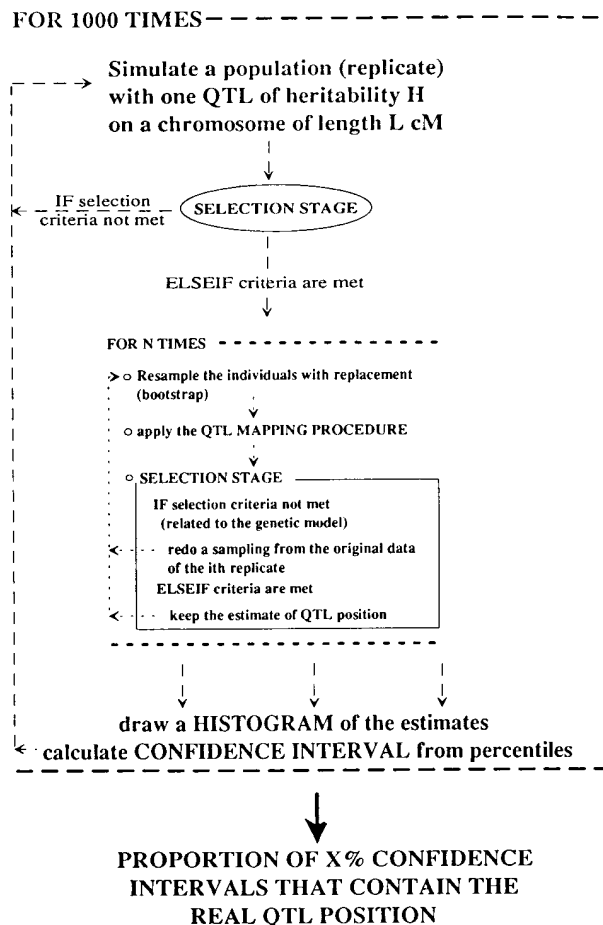 FOR 1000 TIMES
Simulate a population (replicate)
with one QTL of heritability H
on a chromosome of length L cM
IF selection
criteria not met
SELECTION STAGE
ELSEIF criteria are met
FOR N TIMES
Resample the individuals with replacement
(bootstrap)
apply the QTL MAPPING PROCEDURE
SELECTION STAGE
IF selection criteria not met
(related to the genetic model)
redo a sampling from the original data
of the ith replicate
ELSEIF criteria are met
keep the estimate of QTL position
draw a HISTOGRAM of the estimates
calculate CONFIDENCE INTERVAL from percentiles
PROPORTION OF X% CONFIDENCE
INTERVALS THAT CONTAIN THE
REAL QTL POSITION